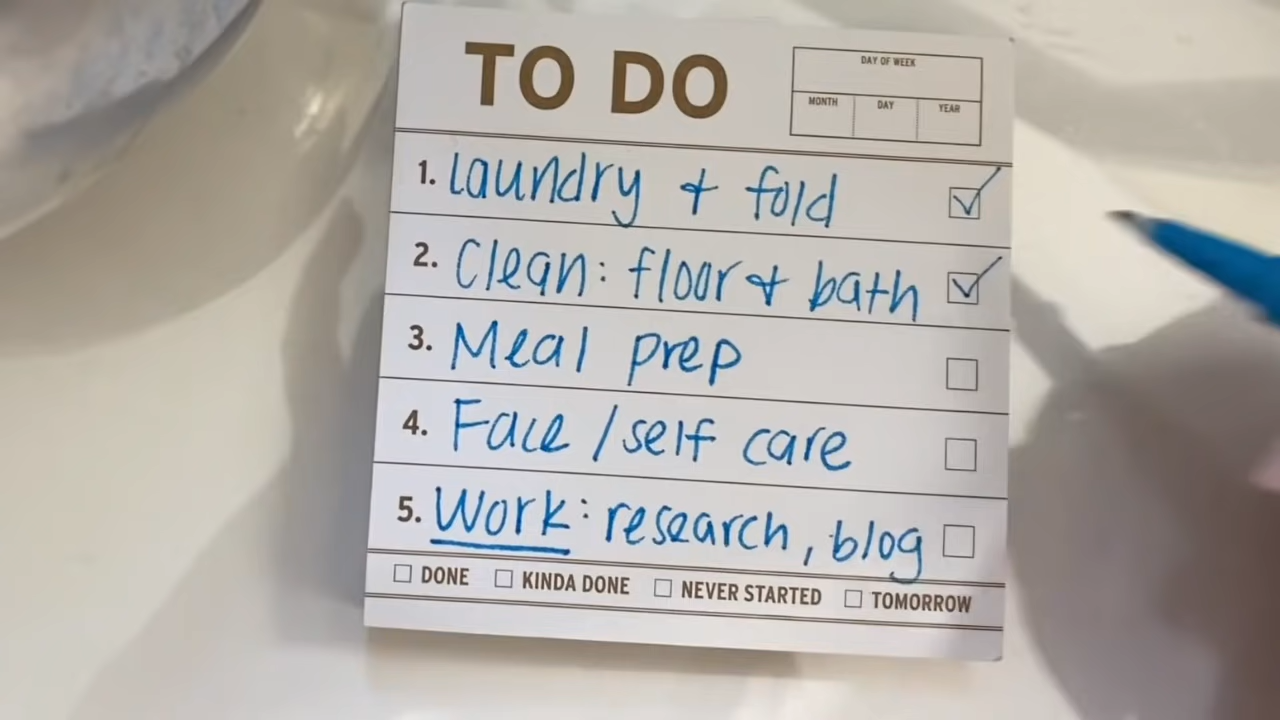 TO DO
DAY OF WEEK
MONTH DAY YEAR
1. Laundry + fold
2. Clean: floor + bath
3. Meal prep
4. Face / self care
5. Work: research, blog
DONE KINDA DONE NEVER STARTED TOMORROW